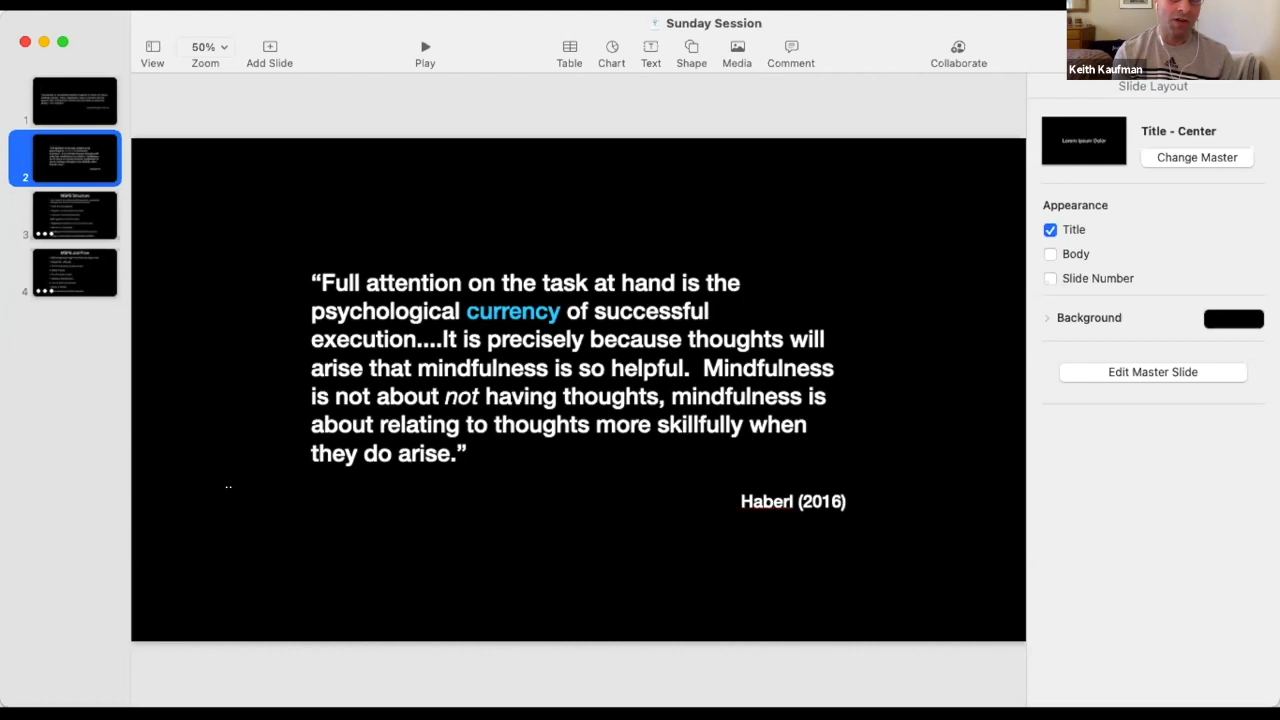 Sunday Session
50%
View
Zoom
Add Slide
Play
Table
Chart
Text
Shape
Media
Comment
Collaborate
Keith Kaufman
Slide Layout
Lorem Ipsum Dolor
Title - Center
Change Master
Appearance
Title
Body
Slide Number
Background
Edit Master Slide
1
2
3
4
“Full attention on the task at hand is the
psychological currency of successful
execution....It is precisely because thoughts will
arise that mindfulness is so helpful.  Mindfulness
is not about not having thoughts, mindfulness is
about relating to thoughts more skillfully when
they do arise.”
Haberl (2016)